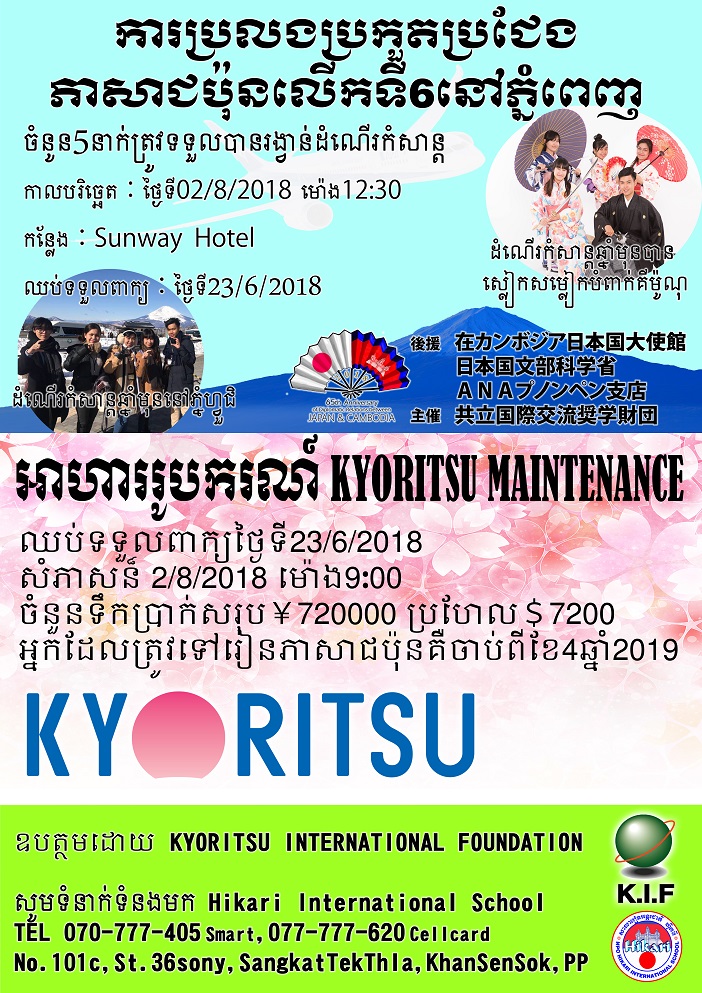 ការប្រលងប្រកួតប្រជែង
ភាសាជប៉ុនលើកទី6នៅភ្នំពេញ
ចំនួន5នាក់ត្រូវទទួលបានរង្វាន់ដំណើរកំសាន្ត
កាលបរិច្ឆេត : ថ្ងៃទី02/8/2018 ម៉ោង12:30
កន្លែង : Sunway Hotel
ឈប់ទទួលពាក្យ : ថ្ងៃទី23/6/2018
ដំណើរកំសាន្តឆ្នាំមុនបាន
ស្លៀកសម្លៀកបំពាក់គីម៉ូណុ
ដំណើរកំសាន្តឆ្នាំមុននៅភ្នំហ្វូជិ
65th Anniversary
of Diplomatic Relations between
JAPAN & CAMBODIA
後援 在カンボジア日本国大使館
日本国文部科学省
ANAプノンペン支店
主催 共立国際交流奨学財団
អាហាររូបករណ៍ KYORITSU MAINTENANCE
ឈប់ទទួលពាក្យថ្ងៃទី23/6/2018
សំភាសន៏ 2/8/2018 ម៉ោង9:00
ចំនួនទឹកប្រាក់សរុប¥720000 ប្រហែល$7200
អ្នកដែលត្រូវទៅរៀនភាសាជប៉ុនគឺចាប់ពីខែ4ឆ្នាំ2019
KYORITSU
ឧបត្ថមដោយ KYORITSU INTERNATIONAL FOUNDATION
K.I.F
សូមទំនាក់ទំនងមក Hikari International School
TEL 070-777-405 Smart, 077-777-620 Cellcard
No. 101c, St. 36sony, SangkatTekThla, KhanSenSok, PP
Hikari